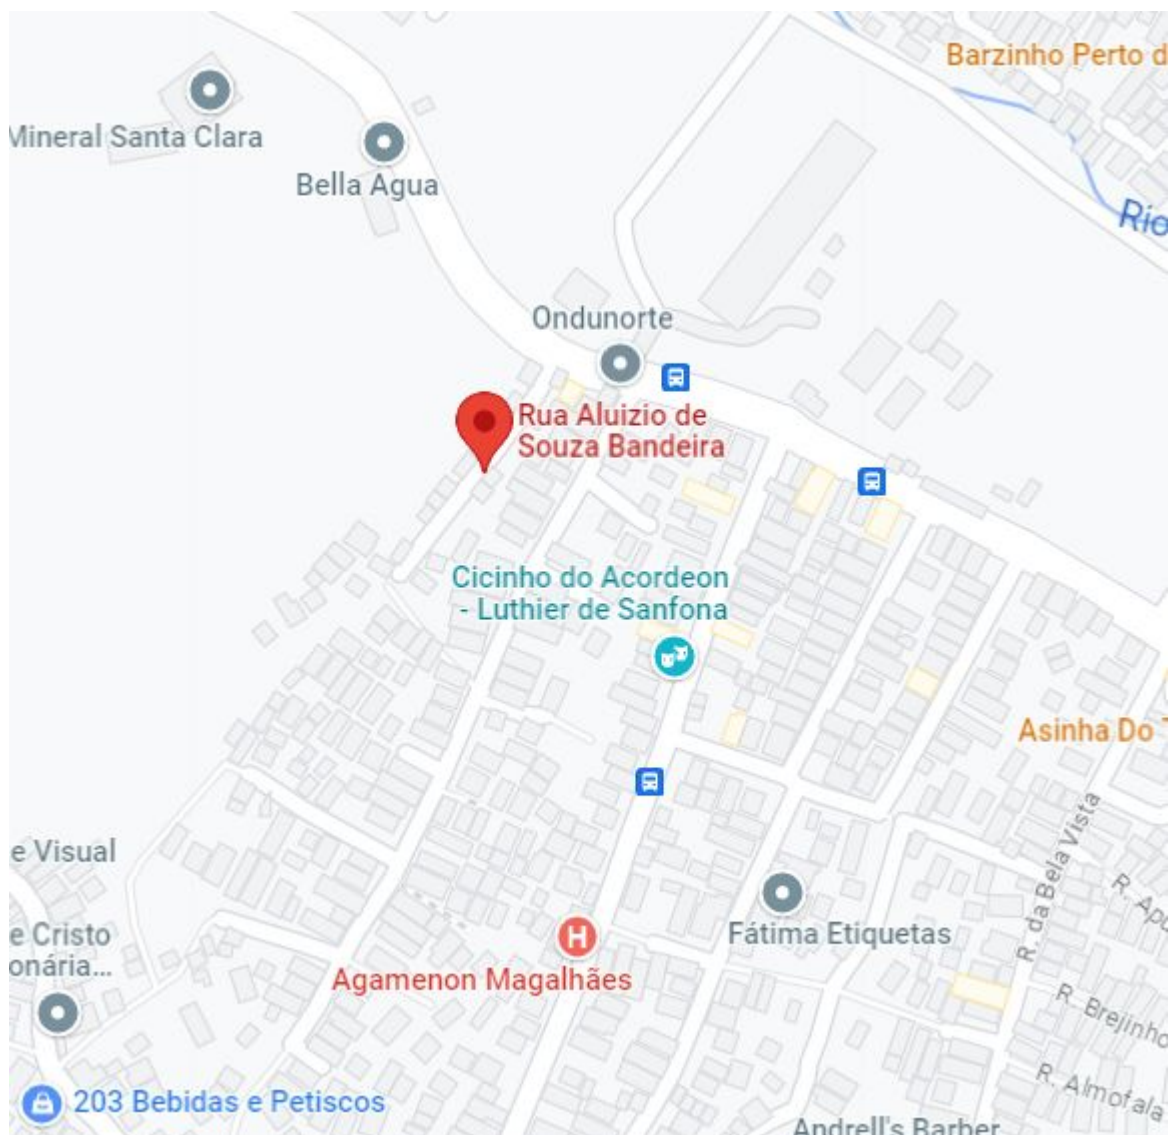 Barzinho Perto d
Mineral Santa Clara
Bella Agua
Rio
Ondunorte
Rua Aluizio de
Souza Bandeira
Cicinho do Acordeon
- Luthier de Sanfona
Asinha Do
R. da Bela Vista
e Visual
R. Apu
e Cristo
onária...
Fátima Etiquetas
H
Agamenon Magalhães
R. Brejinho
R. Almofala
203 Bebidas e Petiscos
Andrell's Barber